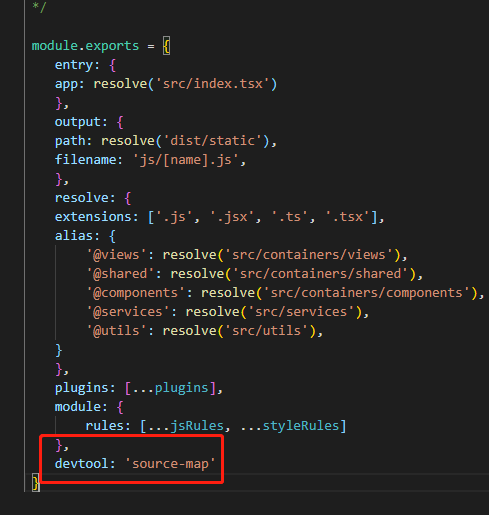 */
module.exports = {
entry: {
app: resolve('src/index.tsx')
},
output: {
path: resolve('dist/static'),
filename: 'js/[name].js',
},
resolve: {
extensions: ['.js', '.jsx', '.ts', '.tsx'],
alias: {
'@views': resolve('src/containers/views'),
'@shared': resolve('src/containers/shared'),
'@components': resolve('src/containers/components'),
'@services': resolve('src/services'),
'@utils': resolve('src/utils'),
}
},
plugins: [...plugins],
module: {
rules: [...jsRules, ...styleRules]
},
devtool: 'source-map'
}